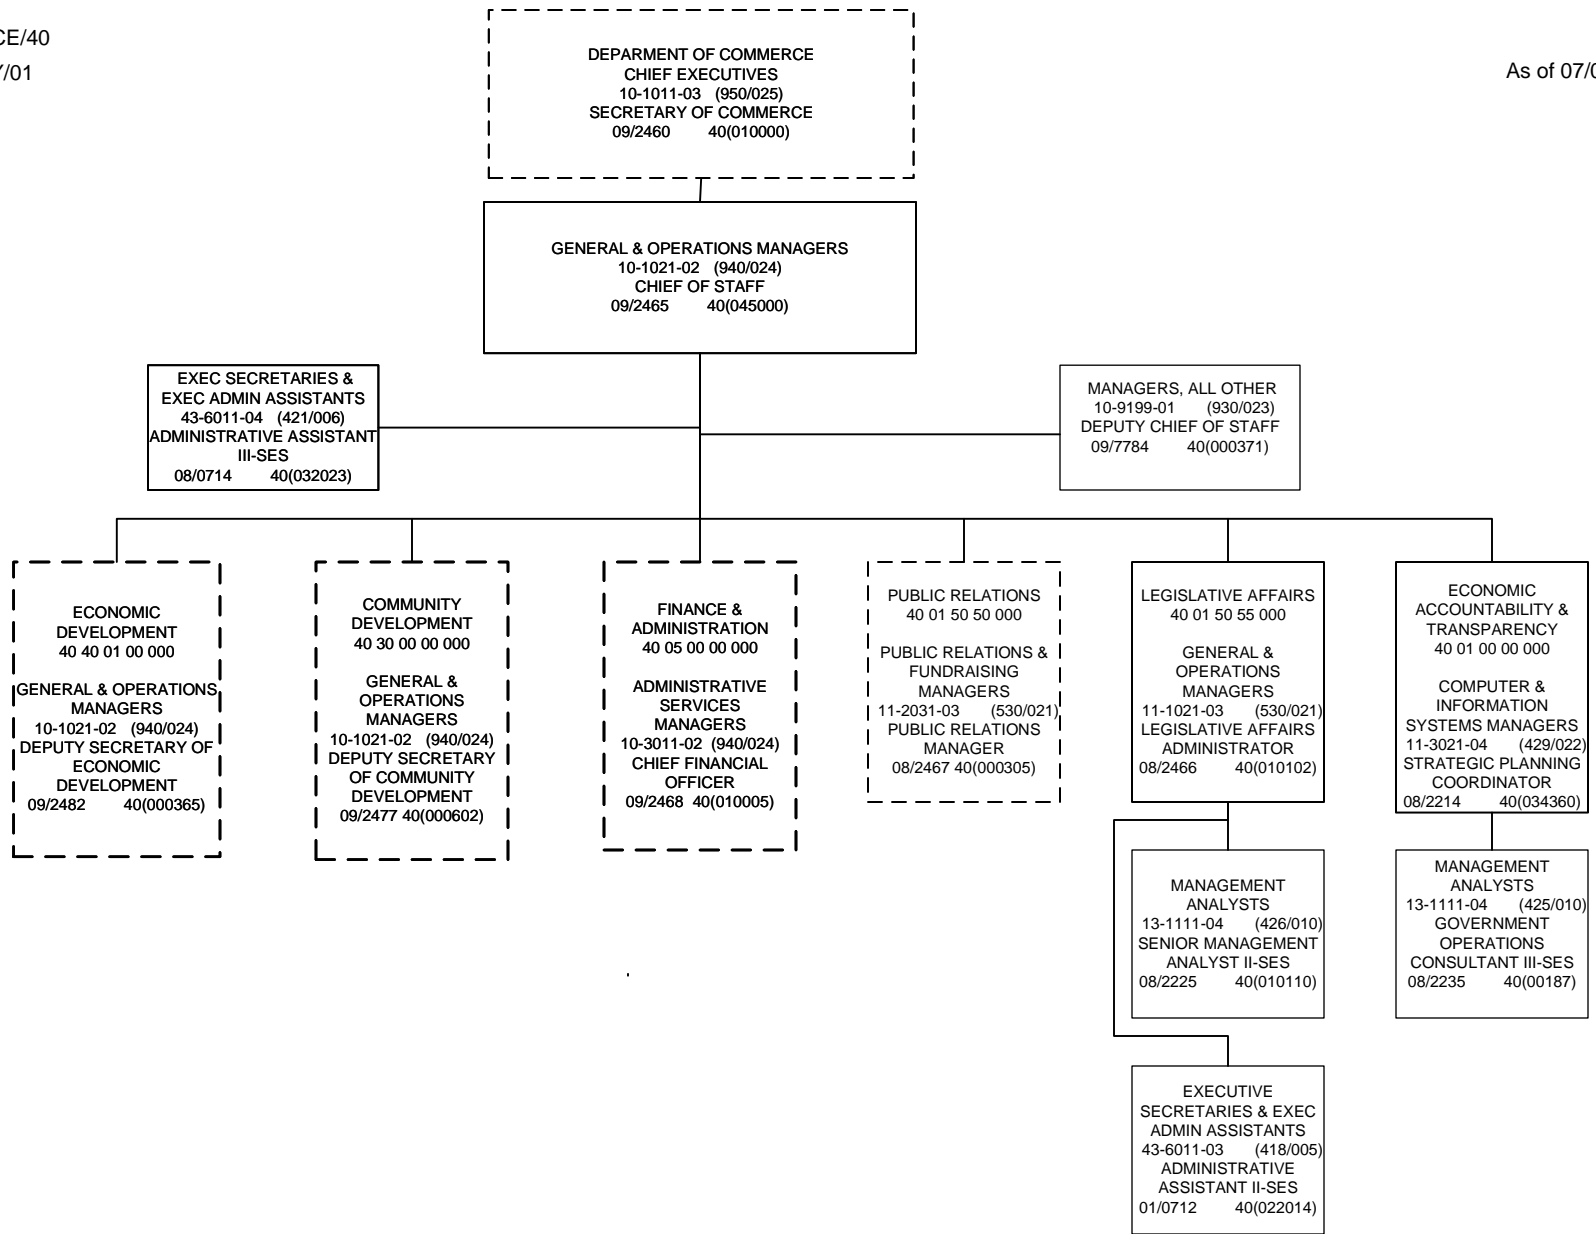 CE/40
/01
As of 07/0
DEPARMENT OF COMMERCE
CHIEF EXECUTIVES
10-1011-03 (950/025)
SECRETARY OF COMMERCE
09/2460 40(010000)
GENERAL & OPERATIONS MANAGERS
10-1021-02 (940/024)
CHIEF OF STAFF
09/2465 40(045000)
EXEC SECRETARIES &
EXEC ADMIN ASSISTANTS
43-6011-04 (421/006)
ADMINISTRATIVE ASSISTANT
III-SES
08/0714 40(032023)
MANAGERS, ALL OTHER
10-9199-01 (930/023)
DEPUTY CHIEF OF STAFF
09/7784 40(000371)
ECONOMIC
DEVELOPMENT
40 40 01 00 000
GENERAL & OPERATIONS
MANAGERS
10-1021-02 (940/024)
DEPUTY SECRETARY OF
ECONOMIC
DEVELOPMENT
09/2482 40(000365)
COMMUNITY
DEVELOPMENT
40 30 00 00 000
GENERAL &
OPERATIONS
MANAGERS
10-1021-02 (940/024)
DEPUTY SECRETARY
OF COMMUNITY
DEVELOPMENT
09/2477 40(000602)
FINANCE &
ADMINISTRATION
40 05 00 00 000
ADMINISTRATIVE
SERVICES
MANAGERS
10-3011-02 (940/024)
CHIEF FINANCIAL
OFFICER
09/2468 40(010005)
PUBLIC RELATIONS
40 01 50 50 000
PUBLIC RELATIONS &
FUNDRAISING
MANAGERS
11-2031-03 (530/021)
PUBLIC RELATIONS
MANAGER
08/2467 40(000305)
LEGISLATIVE AFFAIRS
40 01 50 55 000
GENERAL &
OPERATIONS
MANAGERS
11-1021-03 (530/021)
LEGISLATIVE AFFAIRS
ADMINISTRATOR
08/2466 40(010102)
ECONOMIC
ACCOUNTABILITY &
TRANSPARENCY
40 01 00 00 000
COMPUTER &
INFORMATION
SYSTEMS MANAGERS
11-3021-04 (429/022)
STRATEGIC PLANNING
COORDINATOR
08/2214 40(034360)
MANAGEMENT
ANALYSTS
13-1111-04 (426/010)
SENIOR MANAGEMENT
ANALYST II-SES
08/2225 40(010110)
MANAGEMENT
ANALYSTS
13-1111-04 (425/010)
GOVERNMENT
OPERATIONS
CONSULTANT III-SES
08/2235 40(00187)
EXECUTIVE
SECRETARIES & EXEC
ADMIN ASSISTANTS
43-6011-03 (418/005)
ADMINISTRATIVE
ASSISTANT II-SES
01/0712 40(022014)